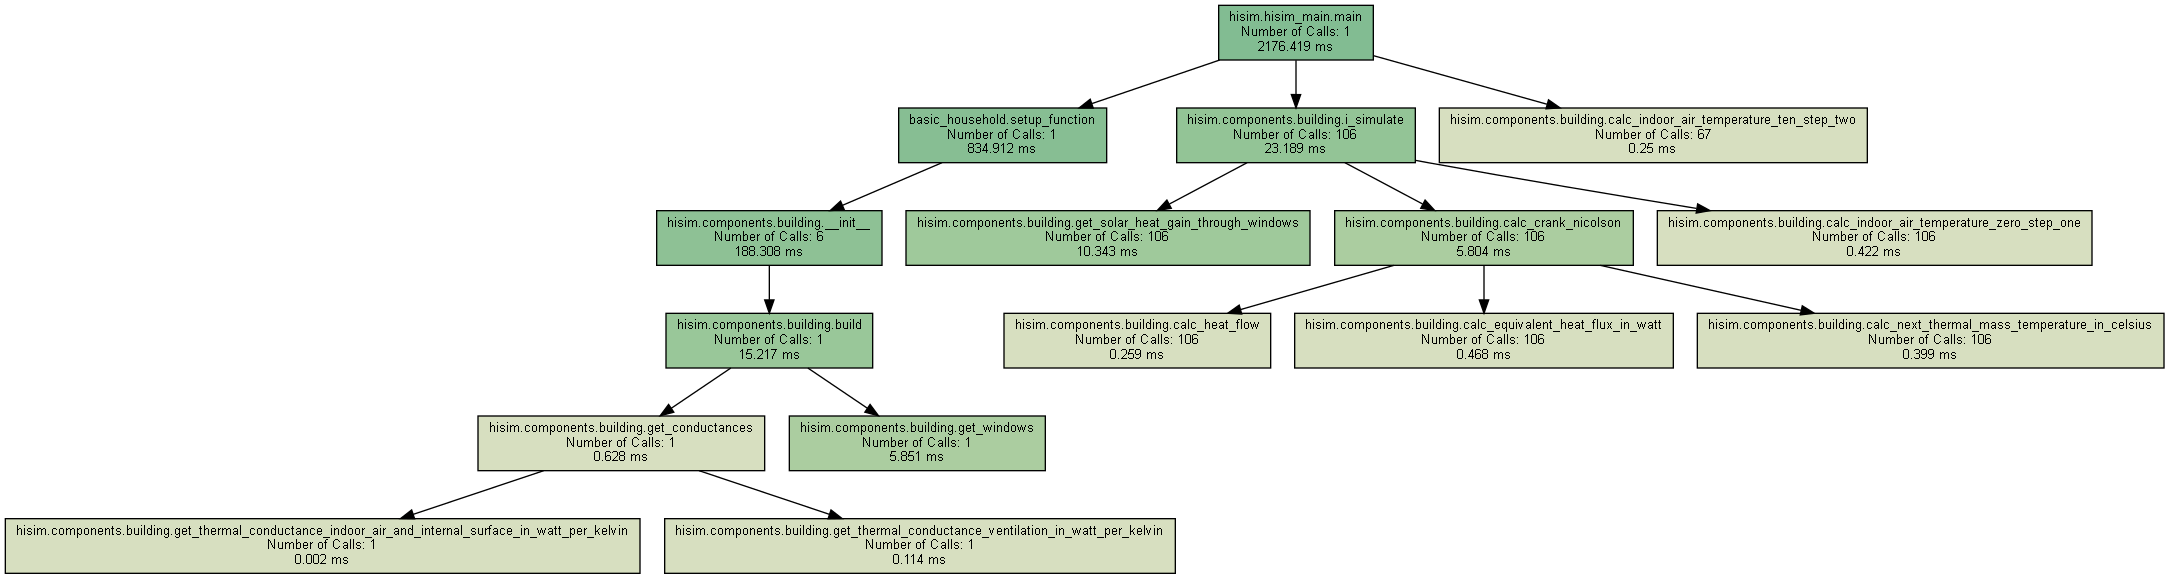 hisim.hisim_main.main
Number of Calls: 1
2176.419 ms
basic_household.setup_function
Number of Calls: 1
834.912 ms
hisim.components.building.i_simulate
Number of Calls: 106
23.189 ms
hisim.components.building.calc_indoor_air_temperature_ten_step_two
Number of Calls: 67
0.25 ms
hisim.components.building.__init__
Number of Calls: 6
188.308 ms
hisim.components.building.get_solar_heat_gain_through_windows
Number of Calls: 106
10.343 ms
hisim.components.building.calc_crank_nicolson
Number of Calls: 106
5.804 ms
hisim.components.building.calc_indoor_air_temperature_zero_step_one
Number of Calls: 106
0.422 ms
hisim.components.building.build
Number of Calls: 1
15.217 ms
hisim.components.building.calc_heat_flow
Number of Calls: 106
0.259 ms
hisim.components.building.calc_equivalent_heat_flux_in_watt
Number of Calls: 106
0.468 ms
hisim.components.building.calc_next_thermal_mass_temperature_in_celsius
Number of Calls: 106
0.399 ms
hisim.components.building.get_conductances
Number of Calls: 1
0.628 ms
hisim.components.building.get_windows
Number of Calls: 1
5.851 ms
hisim.components.building.get_thermal_conductance_indoor_air_and_internal_surface_in_watt_per_kelvin
Number of Calls: 1
0.002 ms
hisim.components.building.get_thermal_conductance_ventilation_in_watt_per_kelvin
Number of Calls: 1
0.114 ms